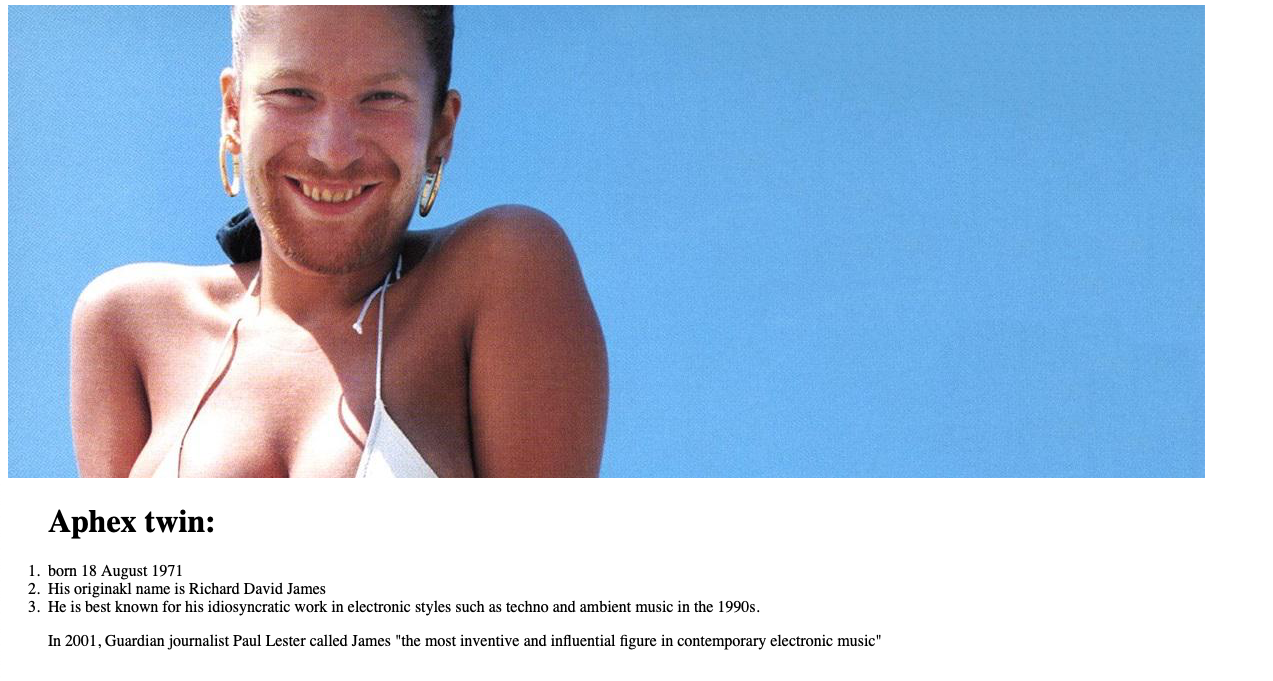 Aphex twin:
1. born 18 August 1971
2. His originakl name is Richard David James
3. He is best known for his idiosyncratic work in electronic styles such as techno and ambient music in the 1990s.
In 2001, Guardian journalist Paul Lester called James "the most inventive and influential figure in contemporary electronic music"